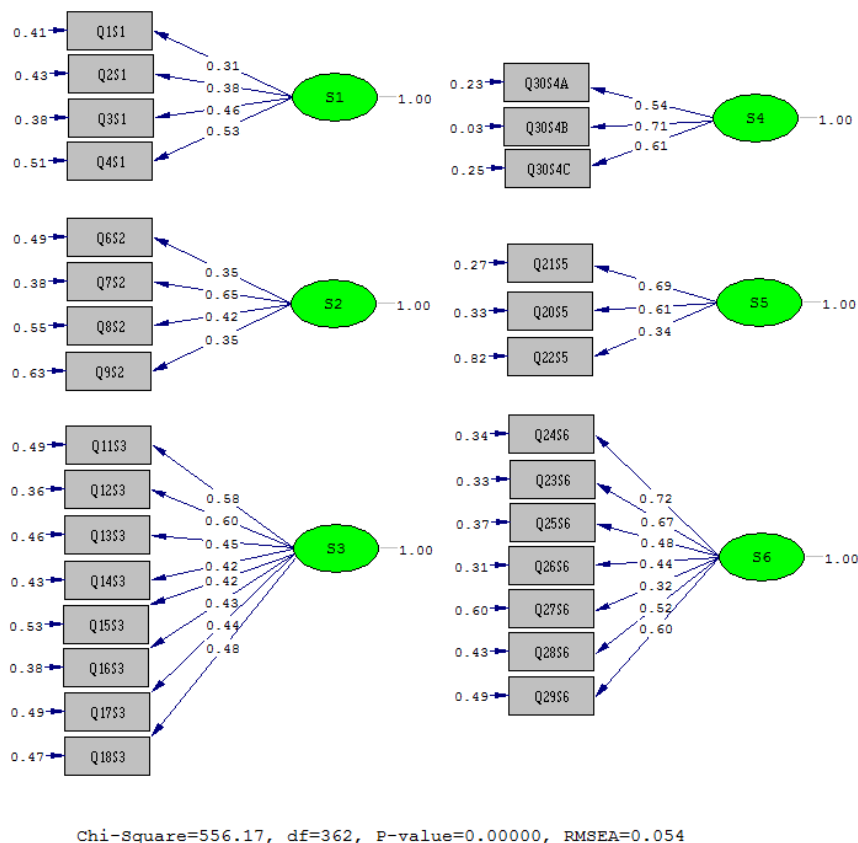 0.41 Q1S1 0.31
0.43 Q2S1 0.38
0.38 Q3S1 0.46
0.51 Q4S1 0.53
S1 1.00
0.49 Q6S2 0.35
0.38 Q7S2 0.65
0.55 Q8S2 0.42
0.63 Q9S2 0.35
S2 1.00
0.49 Q11S3 0.58
0.36 Q12S3 0.60
0.46 Q13S3 0.45
0.43 Q14S3 0.42
0.53 Q15S3 0.42
0.38 Q16S3 0.43
0.49 Q17S3 0.44
0.47 Q18S3 0.48
S3 1.00
0.23 Q30S4A 0.54
0.03 Q30S4B 0.71
0.25 Q30S4C 0.61
S4 1.00
0.27 Q21S5 0.69
0.33 Q20S5 0.61
0.82 Q22S5 0.34
S5 1.00
0.34 Q24S6 0.72
0.33 Q23S6 0.67
0.37 Q25S6 0.48
0.31 Q26S6 0.44
0.60 Q27S6 0.32
0.43 Q28S6 0.52
0.49 Q29S6 0.60
S6 1.00
Chi-Square=556.17, df=362, P-value=0.00000, RMSEA=0.054